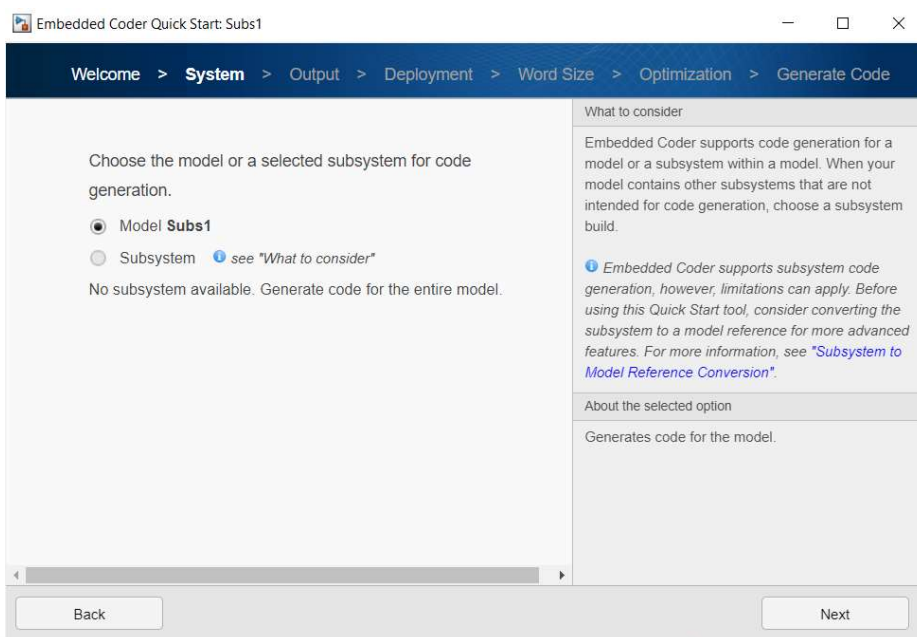 Embedded Coder Quick Start: Subs1
Welcome > System > Output > Deployment > Word Size > Optimization > Generate Code
Choose the model or a selected subsystem for code
generation.
Model Subs1
Subsystem see "What to consider"
No subsystem available. Generate code for the entire model.
What to consider
Embedded Coder supports code generation for a
model or a subsystem within a model. When your
model contains other subsystems that are not
intended for code generation, choose a subsystem
build.
Embedded Coder supports subsystem code
generation, however, limitations can apply. Before
using this Quick Start tool, consider converting the
subsystem to a model reference for more advanced
features. For more information, see "Subsystem to
Model Reference Conversion".
About the selected option
Generates code for the model.
Back
Next